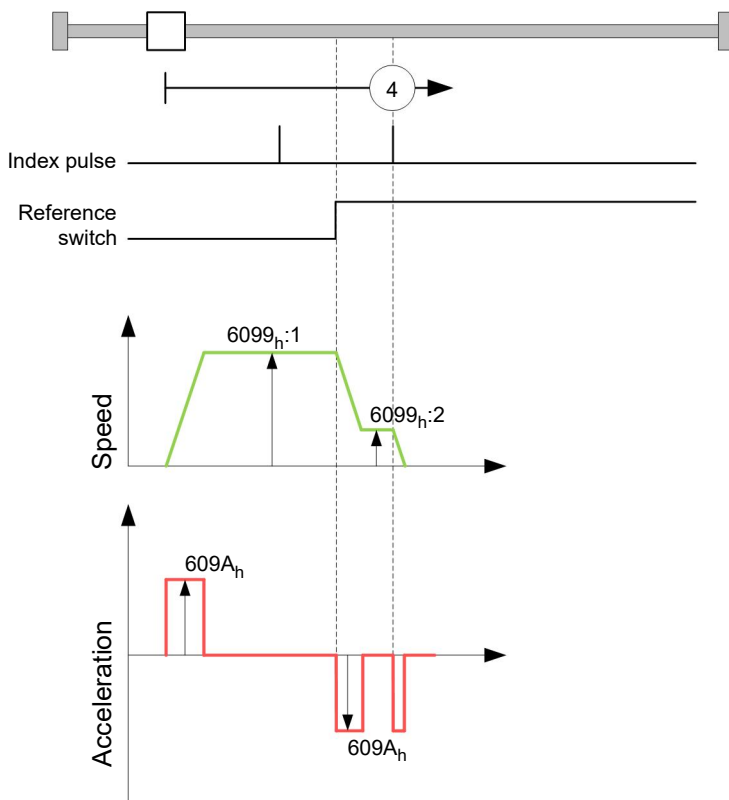 4
Index pulse
Reference
switch
6099h:1
6099h:2
Speed
609Ah
609Ah
Acceleration